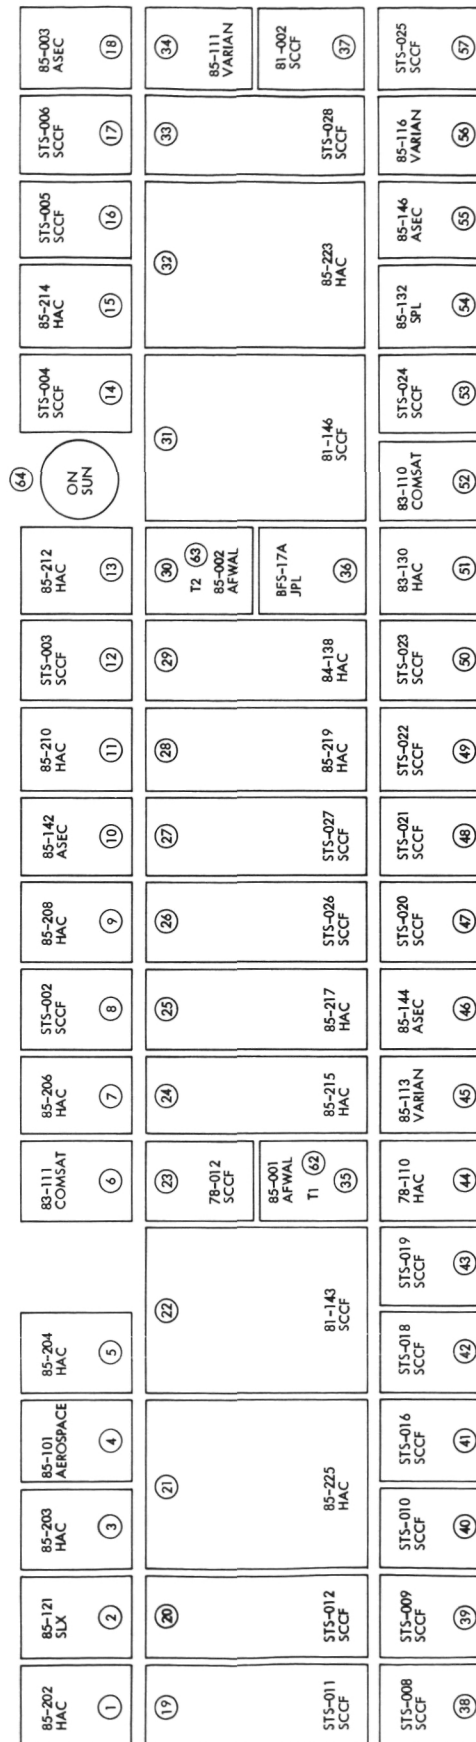 85-202
HAC
1
85-121
SLX
2
85-203
HAC
3
85-101
AEROSPACE
4
85-204
HAC
5
83-111
COMSAT
6
85-206
HAC
7
STS-002
SCCF
8
85-208
HAC
9
85-142
ASEC
10
85-210
HAC
11
STS-003
SCCF
12
85-212
HAC
13
64
ON
SUN
STS-004
SCCF
14
85-214
HAC
15
STS-005
SCCF
16
STS-006
SCCF
17
85-003
ASEC
18
19
STS-011
SCCF
20
STS-012
SCCF
21
85-225
HAC
22
81-143
SCCF
23
78-012
SCCF
85-001
AFWAL
T1 62
35
24
85-215
HAC
25
85-217
HAC
26
STS-026
SCCF
27
STS-027
SCCF
28
85-219
HAC
29
84-138
HAC
30
T2 63
85-002
AFWAL
BFS-17A
JPL
36
31
81-146
SCCF
32
85-223
HAC
33
STS-028
SCCF
34
85-111
VARIAN
81-002
SCCF
37
STS-008
SCCF
38
STS-009
SCCF
39
STS-010
SCCF
40
STS-016
SCCF
41
STS-018
SCCF
42
STS-019
SCCF
43
78-110
HAC
44
85-113
VARIAN
45
85-144
ASEC
46
STS-020
SCCF
47
STS-021
SCCF
48
STS-022
SCCF
49
STS-023
SCCF
50
83-130
HAC
51
83-110
COMSAT
52
STS-024
SCCF
53
85-132
SPL
54
85-146
ASEC
55
85-116
VARIAN
56
STS-025
SCCF
57